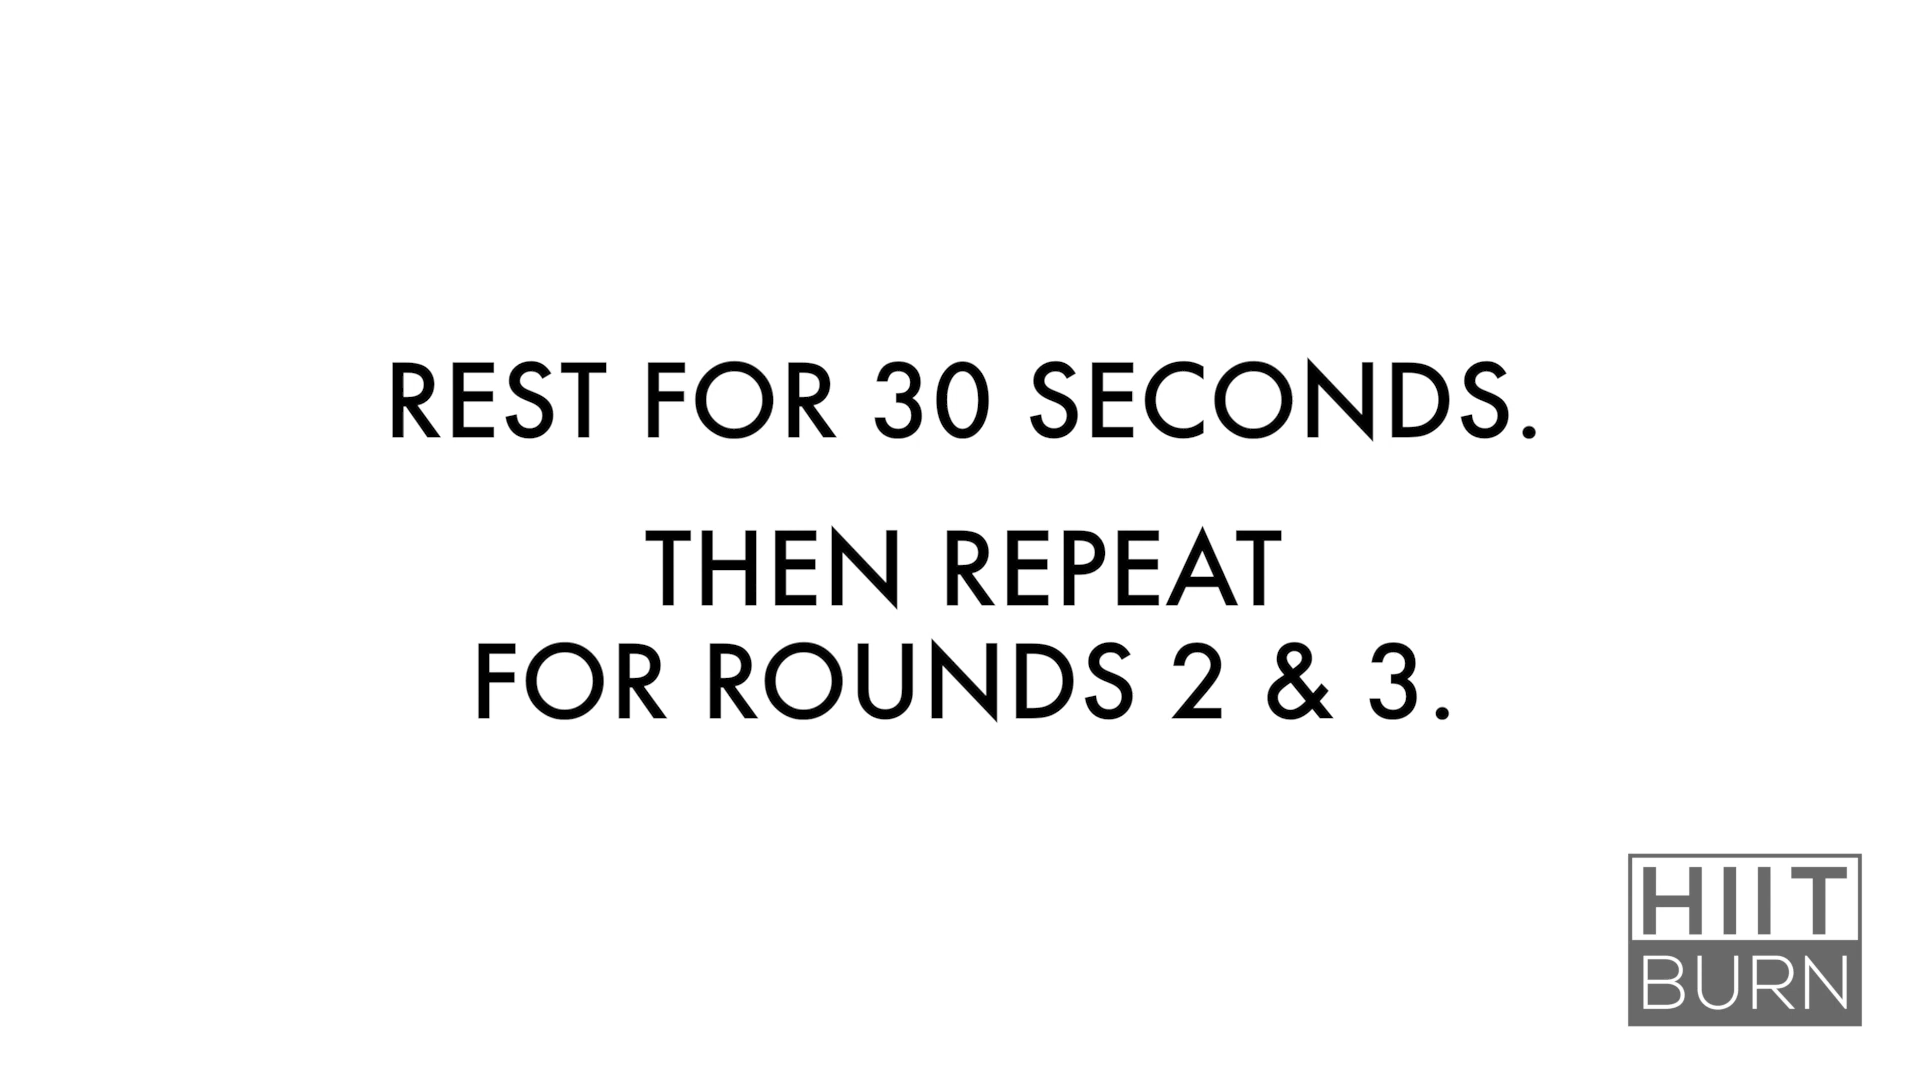 REST FOR 30 SECONDS.
THEN REPEAT
FOR ROUNDS 2 & 3.
HIIT
BURN